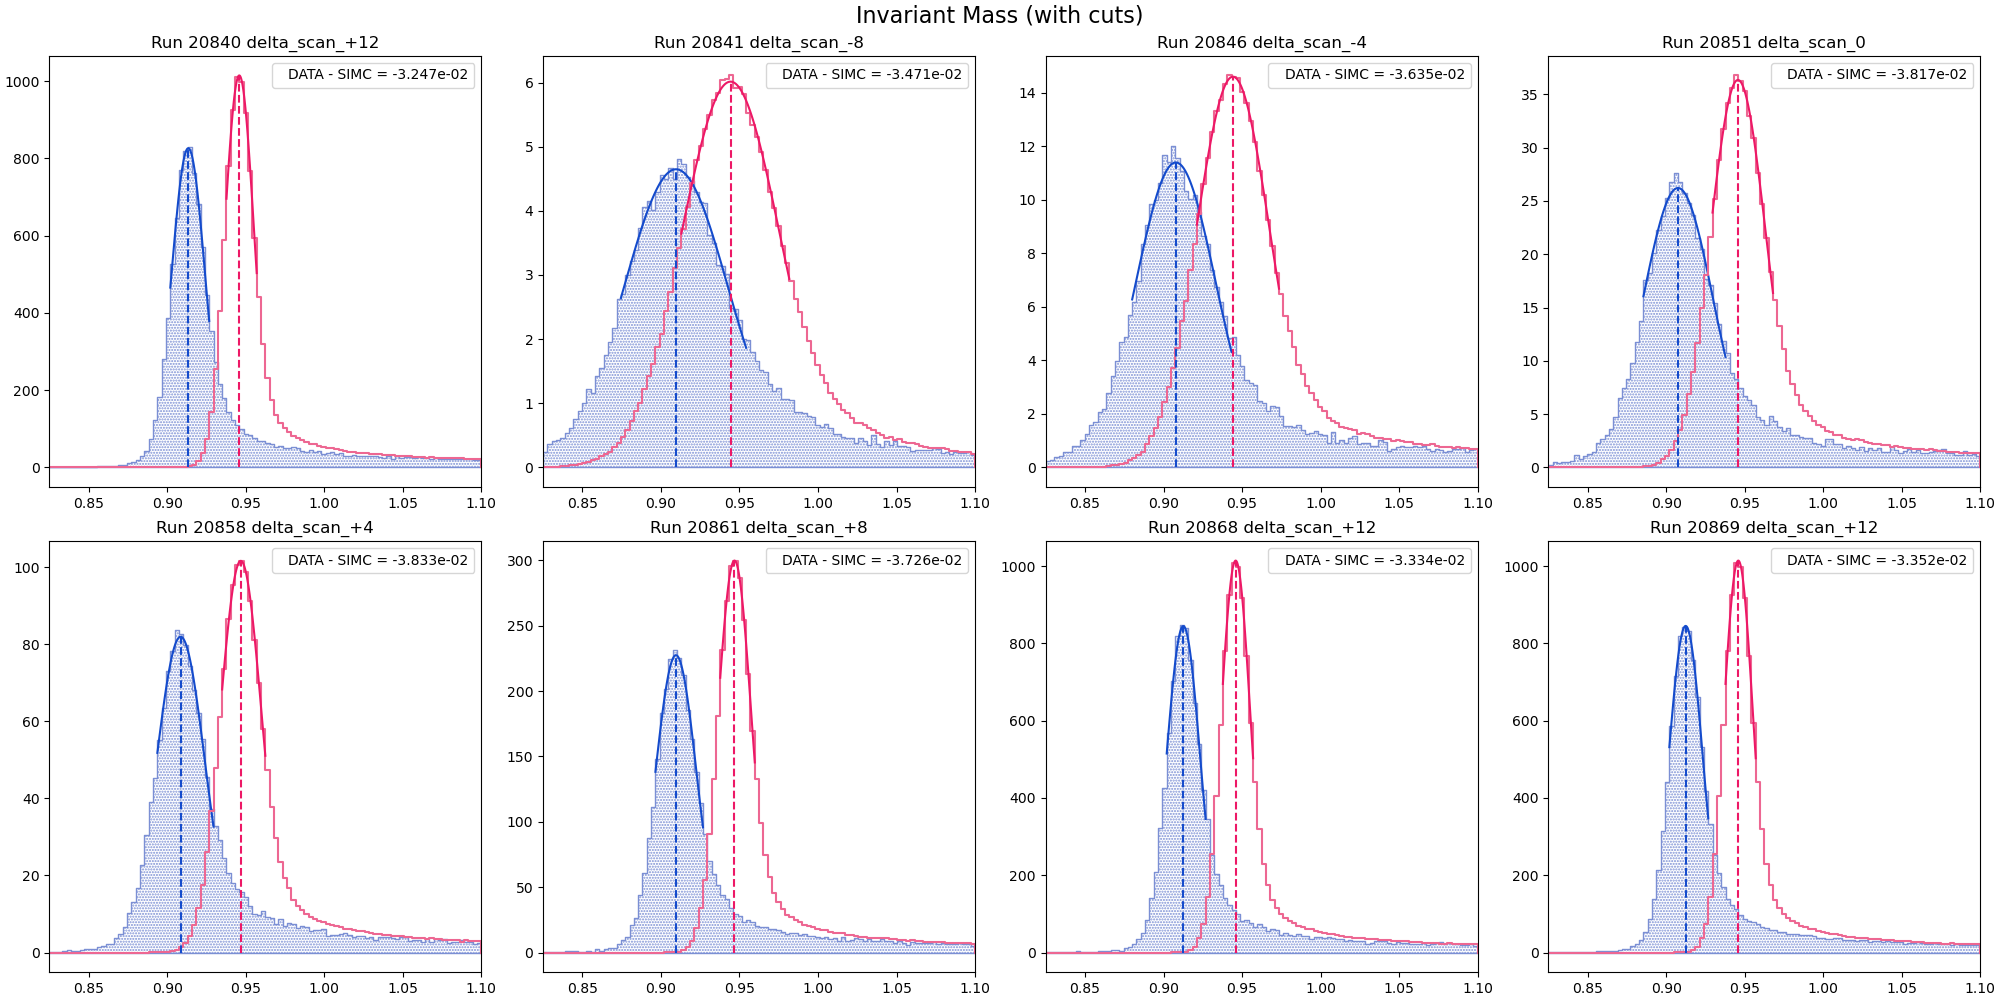 Invariant Mass (with cuts)
Run 20840 delta_scan_+12
DATA - SIMC = -3.247e-02
1000
800
600
400
200
0
0.85 0.90 0.95 1.00 1.05 1.10
Run 20841 delta_scan_-8
DATA - SIMC = -3.471e-02
6
5
4
3
2
1
0
0.85 0.90 0.95 1.00 1.05 1.10
Run 20846 delta_scan_-4
DATA - SIMC = -3.635e-02
14
12
10
8
6
4
2
0
0.85 0.90 0.95 1.00 1.05 1.10
Run 20851 delta_scan_0
DATA - SIMC = -3.817e-02
35
30
25
20
15
10
5
0
0.85 0.90 0.95 1.00 1.05 1.10
Run 20858 delta_scan_+4
DATA - SIMC = -3.833e-02
100
80
60
40
20
0
0.85 0.90 0.95 1.00 1.05 1.10
Run 20861 delta_scan_+8
DATA - SIMC = -3.726e-02
300
250
200
150
100
50
0
0.85 0.90 0.95 1.00 1.05 1.10
Run 20868 delta_scan_+12
DATA - SIMC = -3.334e-02
1000
800
600
400
200
0
0.85 0.90 0.95 1.00 1.05 1.10
Run 20869 delta_scan_+12
DATA - SIMC = -3.352e-02
1000
800
600
400
200
0
0.85 0.90 0.95 1.00 1.05 1.10